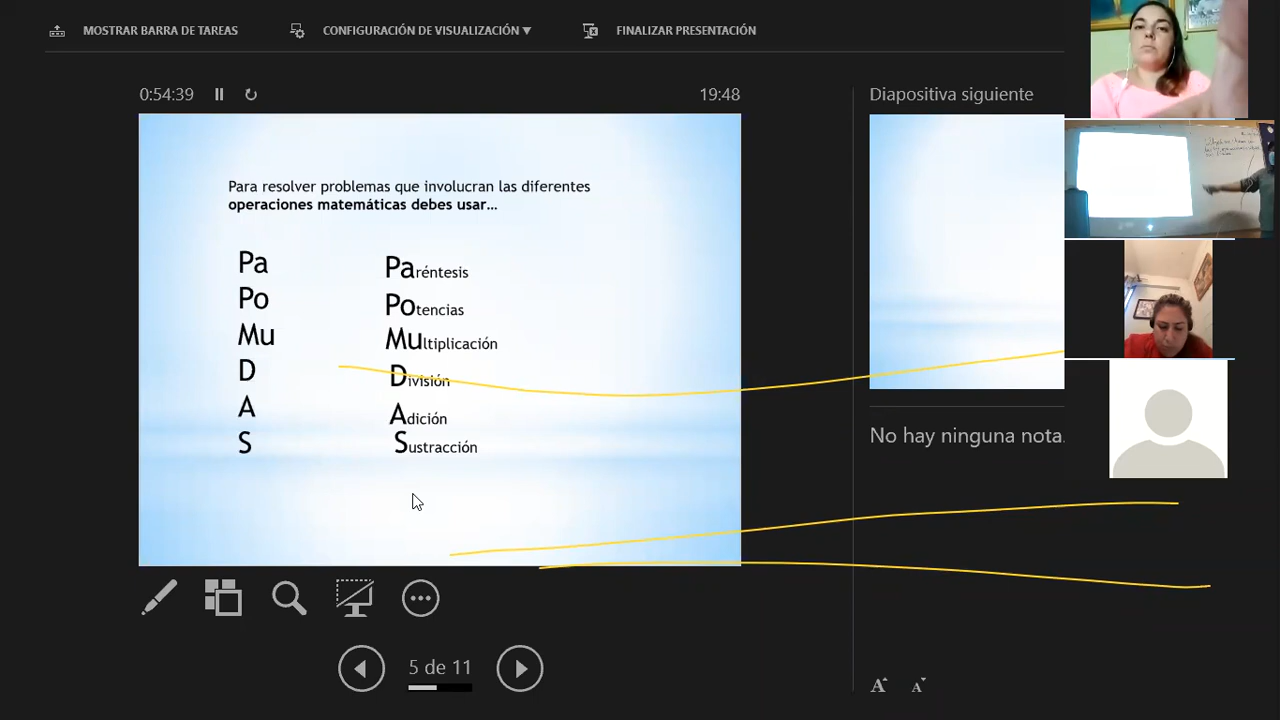 MOSTRAR BARRA DE TAREAS
CONFIGURACIÓN DE VISUALIZACIÓN
FINALIZAR PRESENTACIÓN
0:54:39
19:48
Diapositiva siguiente
Para resolver problemas que involucran las diferentes
operaciones matemáticas debes usar...
Pa
Paréntesis
Po
Potencias
Mu
Multiplicación
D
División
A
Adición
S
Sustracción
No hay ninguna nota.
5 de 11
A A